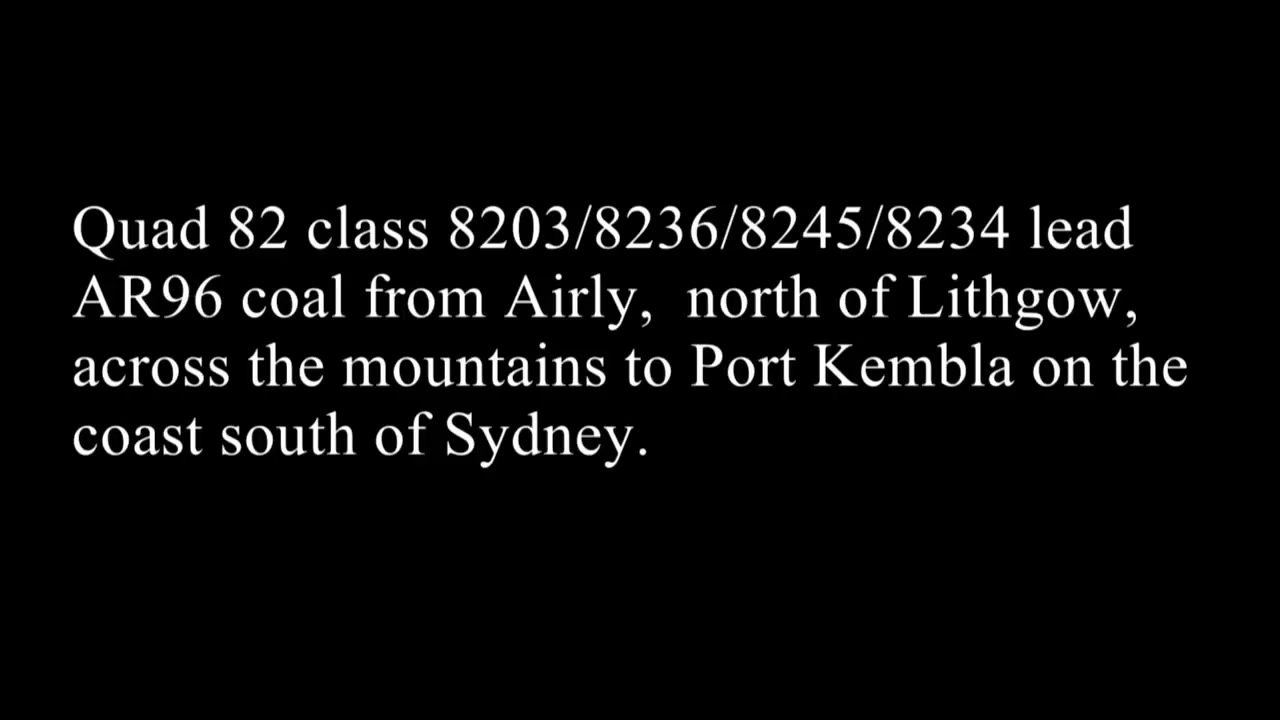 Quad 82 class 8203/8236/8245/8234 lead
AR96 coal from Airly,  north of Lithgow,
across the mountains to Port Kembla on the
coast south of Sydney.